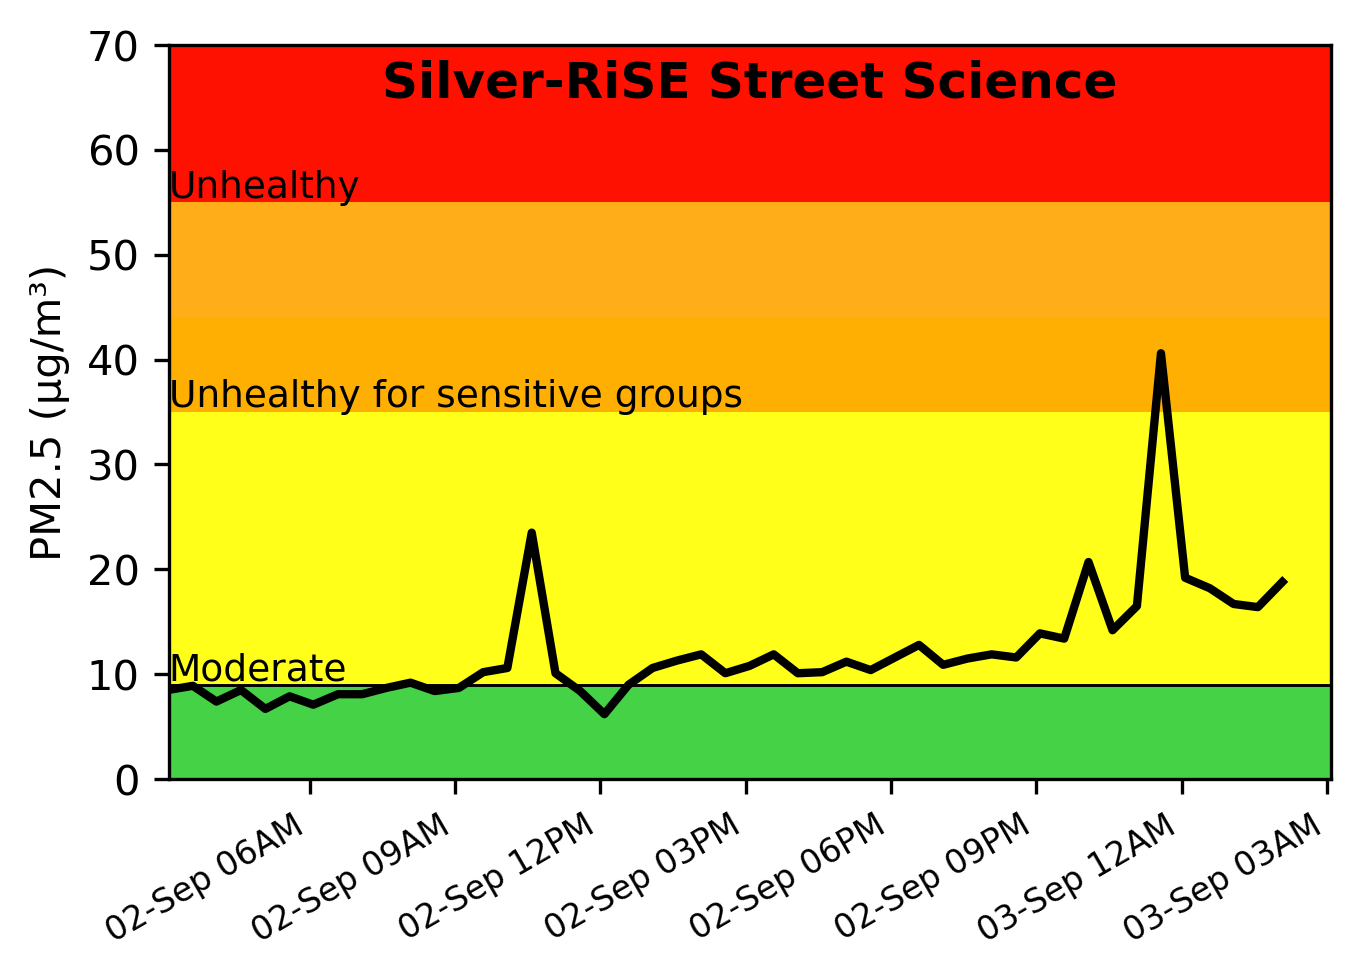 Silver-RiSE Street Science
70
60
Unhealthy
50
40
Unhealthy for sensitive groups
30
20
10
Moderate
0
PM2.5 (µg/m³)
02-Sep 06AM
02-Sep 09AM
02-Sep 12PM
02-Sep 03PM
02-Sep 06PM
02-Sep 09PM
03-Sep 12AM
03-Sep 03AM